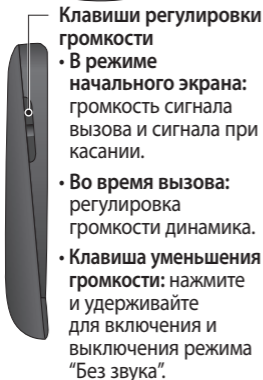 Клавиши регулировки
громкости
• В режиме
начального экрана:
громкость сигнала
вызова и сигнала при
касании.
• Во время вызова:
регулировка
громкости динамика.
• Клавиша уменьшения
громкости: нажмите
и удерживайте
для включения и
выключения режима
"Без звука".